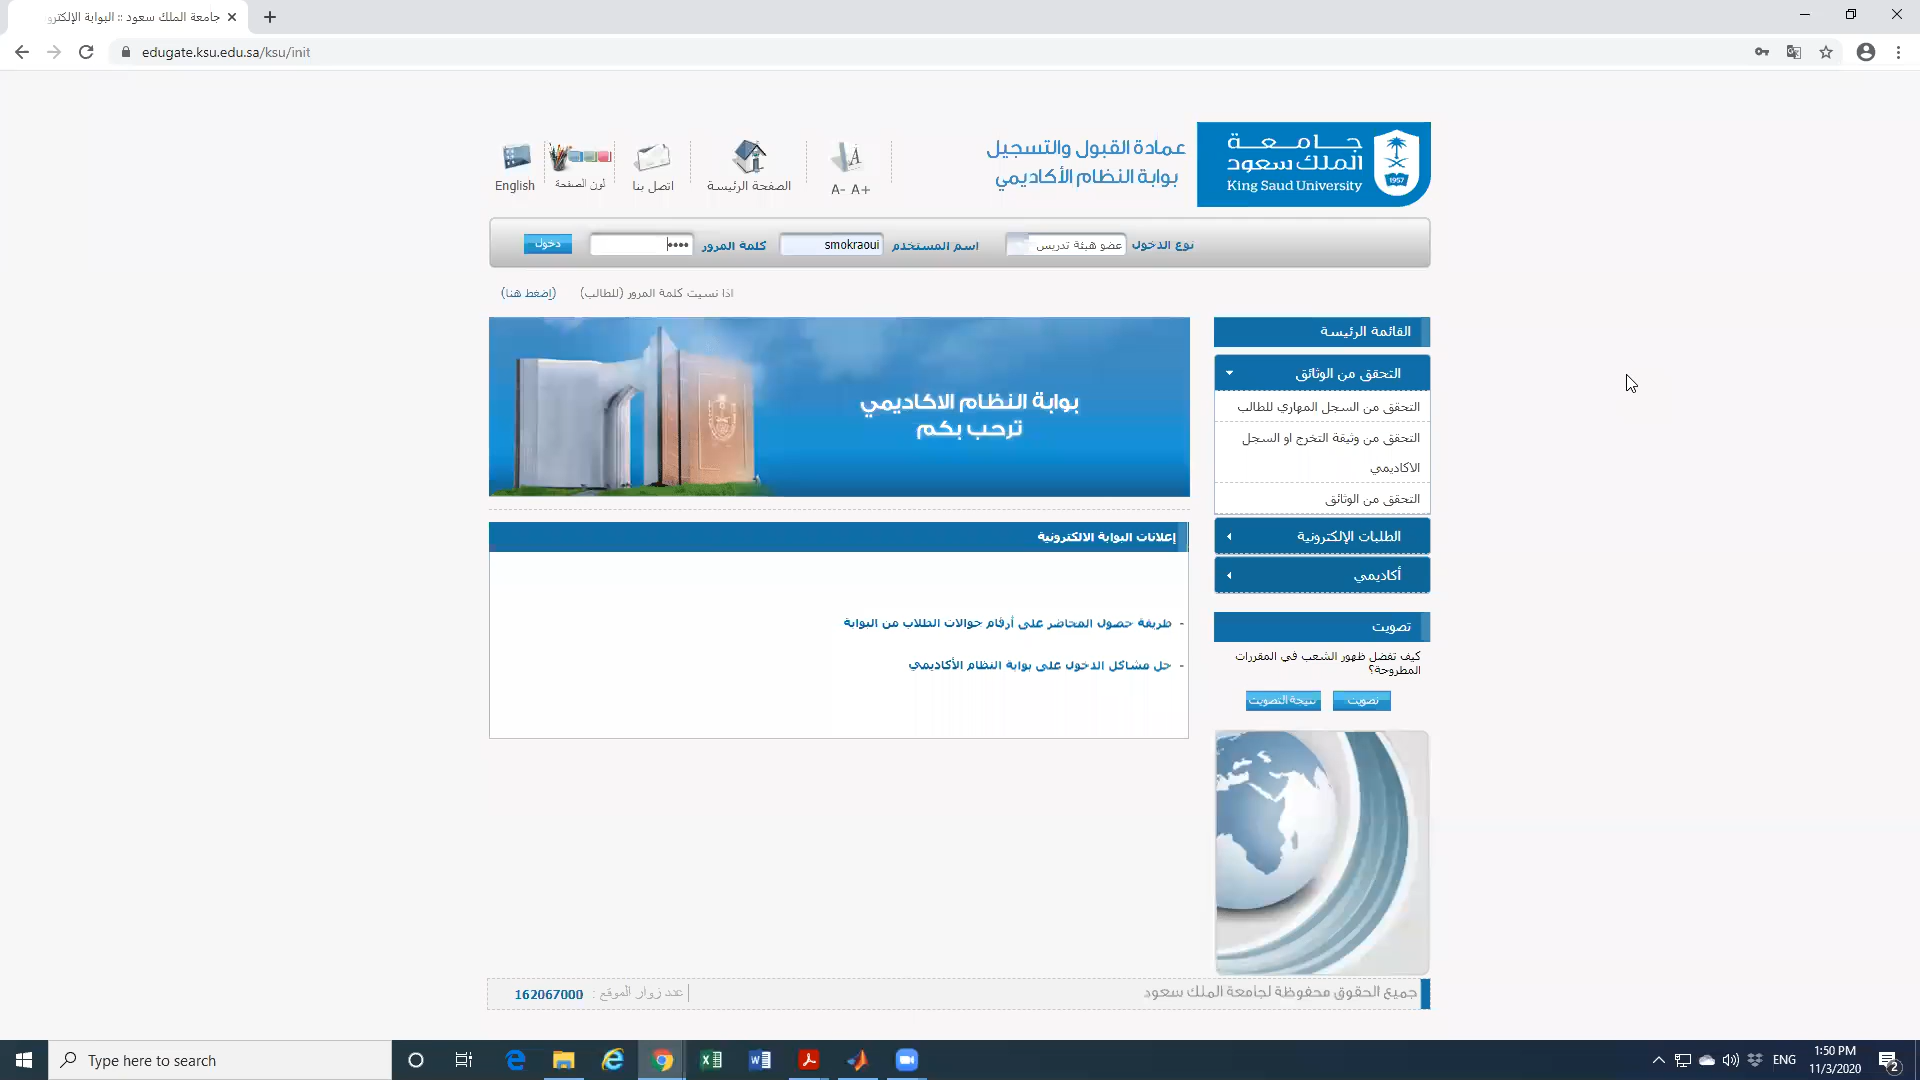 جامعة الملك سعود :: البوابة الإلكترو
edugate.ksu.edu.sa/ksu/init
جامعة
الملك سعود
King Saud University
1957
عمادة القبول والتسجيل
بوابة النظام الأكاديمي
A- A+
الصفحة الرئيسة
اتصل بنا
لون الصفحة
English
نوع الدخول
عضو هيئة تدريس
اسم المستخدم
smokraoui
كلمة المرور
••••
دخول
اذا نسيت كلمة المرور (للطالب)
(إضغط هنا)
القائمة الرئيسة
التحقق من الوثائق
التحقق من السجل المهاري للطالب
التحقق من وثيقة التخرج او السجل
الاكاديمي
التحقق من الوثائق
الطلبات الإلكترونية
أكاديمي
بوابة النظام الاكاديمي
ترحب بكم
إعلانات البوابة الالكترونية
- طريقة حصول المحاضر على أرقام جوالات الطلاب من البوابة
- حل مشاكل الدخول على بوابة النظام الأكاديمي
تصويت
كيف تفضل ظهور الشعب في المقررات
المطروحة؟
تصويت
نتيجة التصويت
جميع الحقوق محفوظة لجامعة الملك سعود
عدد زوار الموقع : 162067000
Type here to search
ENG
1:50 PM
11/3/2020
2